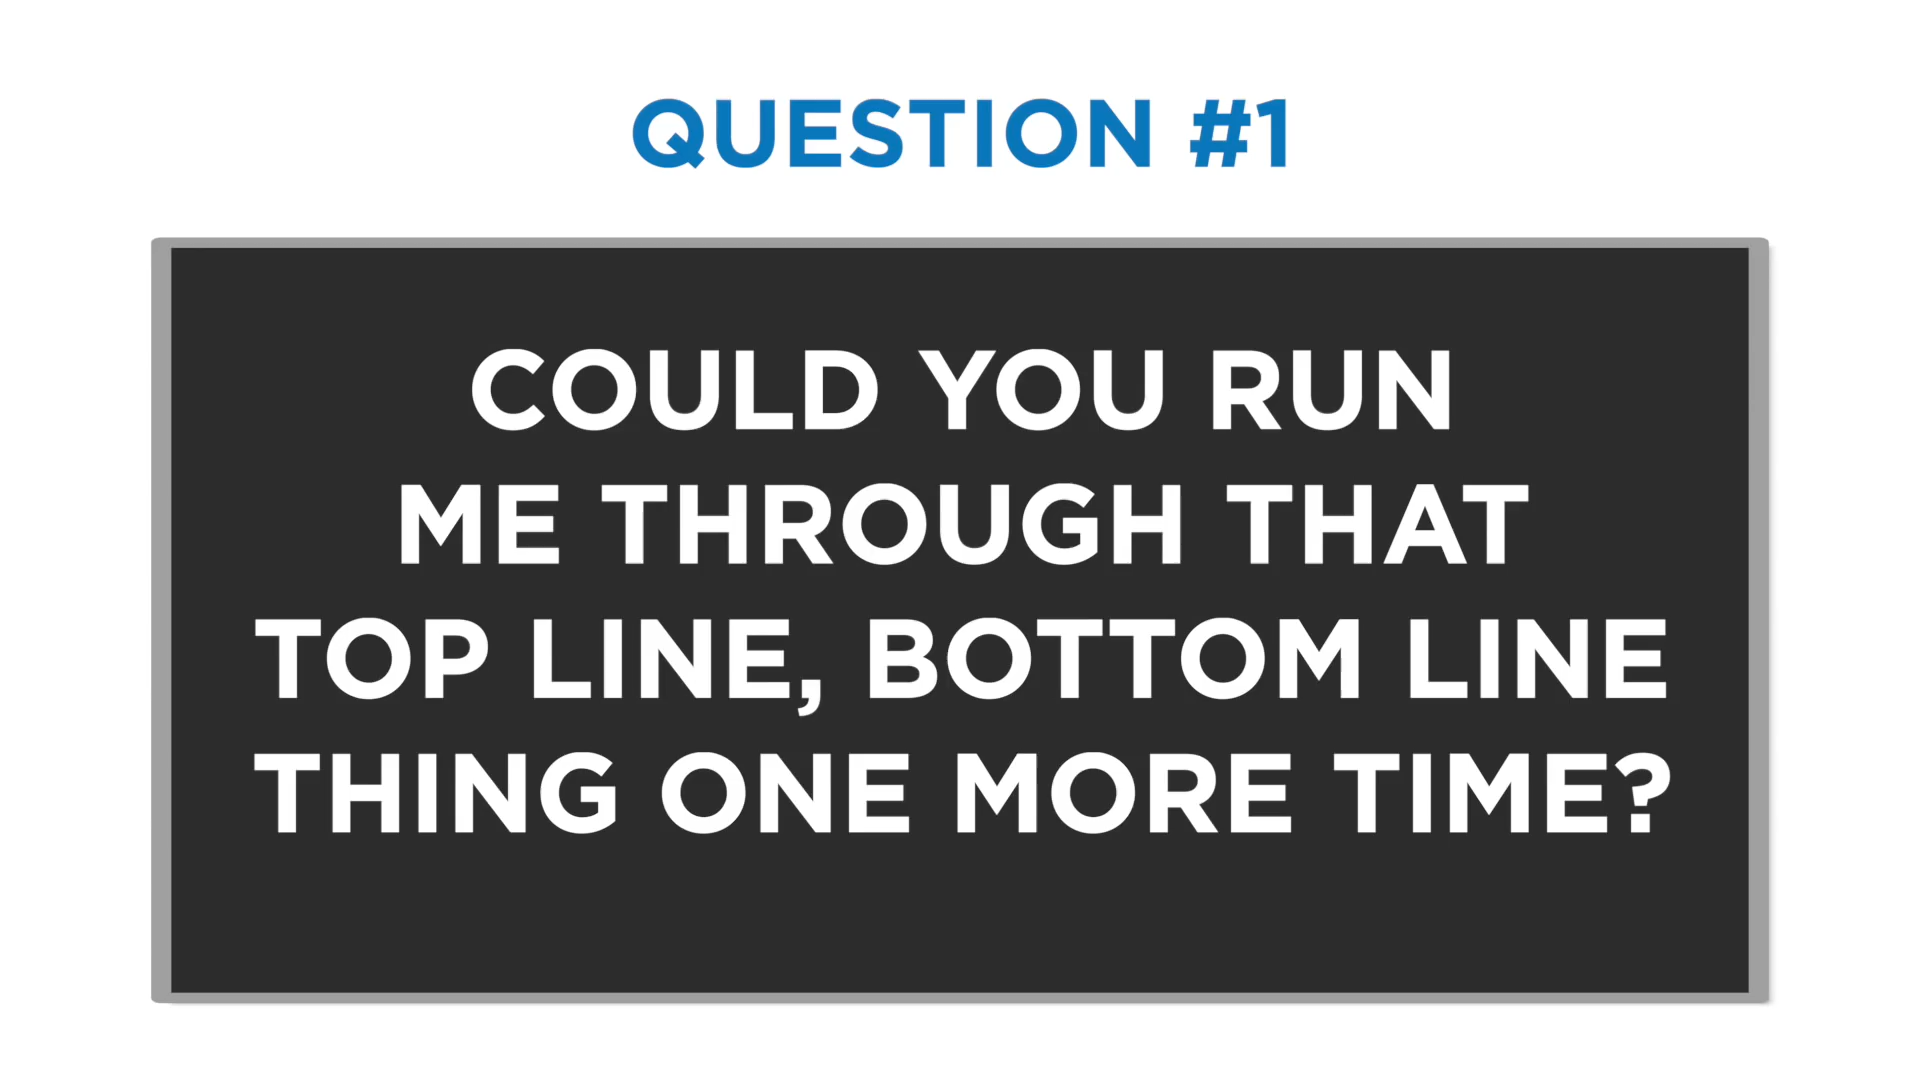 QUESTION #1
COULD YOU RUN
ME THROUGH THAT
TOP LINE, BOTTOM LINE
THING ONE MORE TIME?